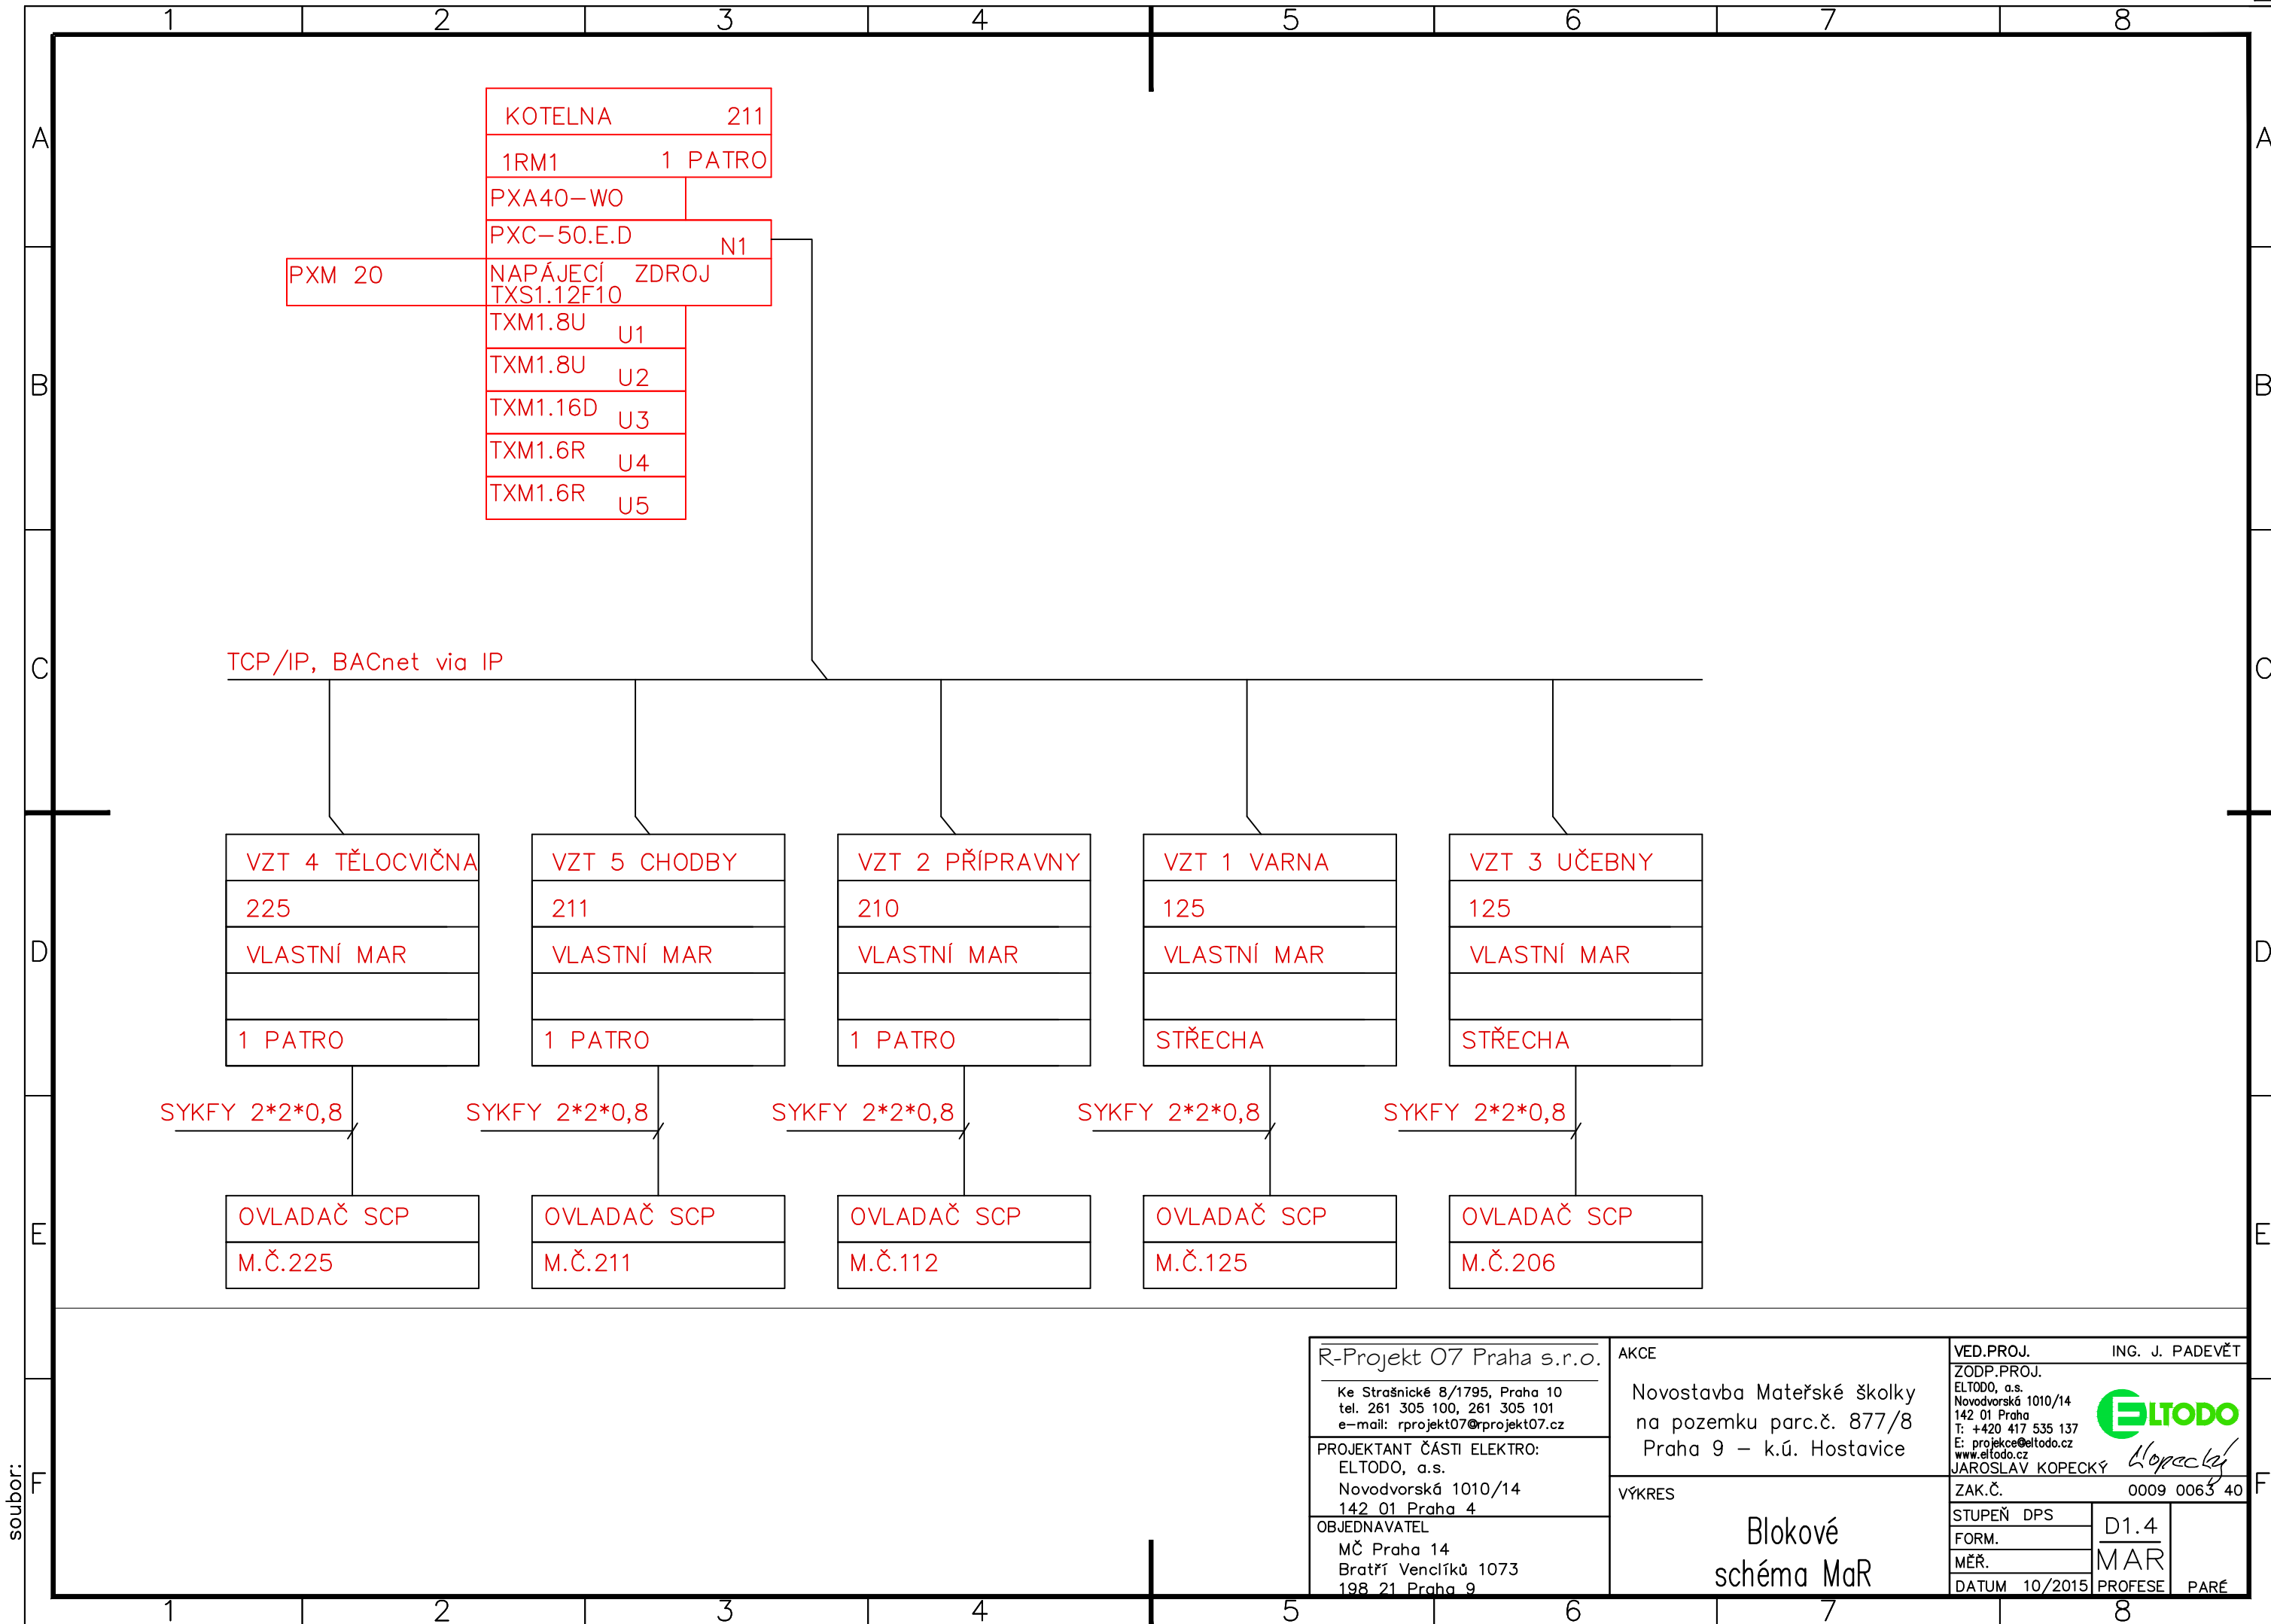 1 2 3 4 5 6 7 8
A A
KOTELNA 211
1RM1 1 PATRO
PXA40-WO
PXC-50.E.D N1
PXM 20
NAPÁJECÍ ZDROJ
TXS1.12F10
TXM1.8U U1
B B
TXM1.8U U2
TXM1.16D U3
TXM1.6R U4
TXM1.6R U5
C C
TCP/IP, BACnet via IP
VZT 4 TĚLOCVIČNA
225
VLASTNÍ MAR
1 PATRO
VZT 5 CHODBY
211
VLASTNÍ MAR
1 PATRO
VZT 2 PŘÍPRAVNY
210
VLASTNÍ MAR
1 PATRO
VZT 1 VARNA
125
VLASTNÍ MAR
STŘECHA
VZT 3 UČEBNY
125
VLASTNÍ MAR
STŘECHA
D D
SYKFY 2*2*0,8 SYKFY 2*2*0,8 SYKFY 2*2*0,8 SYKFY 2*2*0,8 SYKFY 2*2*0,8
OVLADAČ SCP
M.Č.225
OVLADAČ SCP
M.Č.211
OVLADAČ SCP
M.Č.112
OVLADAČ SCP
M.Č.125
OVLADAČ SCP
M.Č.206
E E
R-Projekt 07 Praha s.r.o.
Ke Strašnické 8/1795, Praha 10
tel. 261 305 100, 261 305 101
e-mail: rprojekt07@rprojekt07.cz
PROJEKTANT ČÁSTI ELEKTRO:
ELTODO, a.s.
Novodvorská 1010/14
142 01 Praha 4
OBJEDNAVATEL
MČ Praha 14
Bratří Venclíků 1073
198 21 Praha 9
AKCE
Novostavba Mateřské školky
na pozemku parc.č. 877/8
Praha 9 - k.ú. Hostavice
VÝKRES
Blokové
schéma MaR
VED.PROJ. ING. J. PADEVĚT
ZODP.PROJ.
ELTODO, a.s.
Novodvorská 1010/14
142 01 Praha
T: +420 417 535 137
E: projekce@eltodo.cz
www.eltodo.cz
JAROSLAV KOPECKÝ
ELTODO
Kopecký
ZAK.Č. 0009 0063 40
STUPEŇ DPS
FORM.
MĚŘ.
DATUM 10/2015
D1.4
MAR
PROFESE
PARÉ
F F
soubor:
1 2 3 4 5 6 7 8